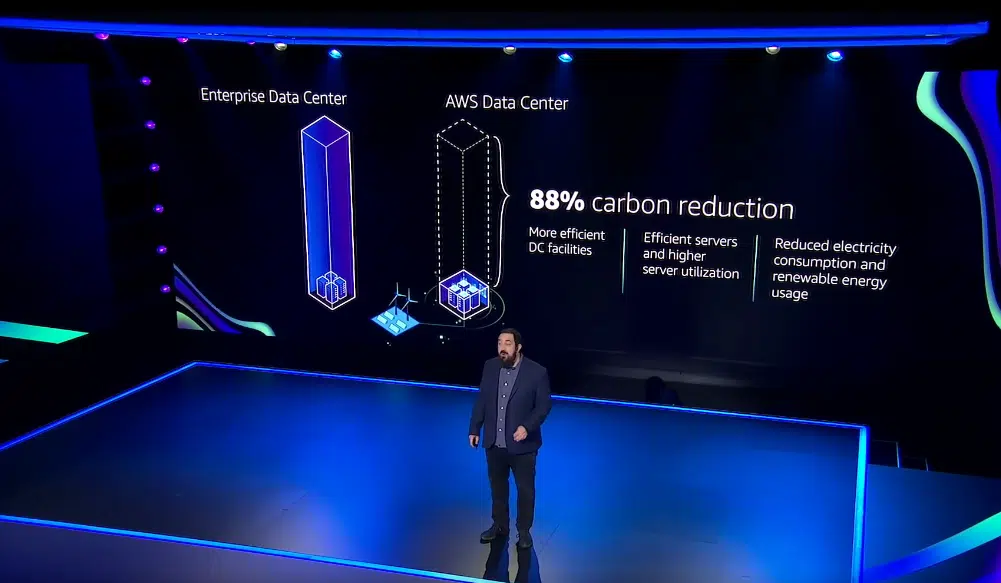 Enterprise Data Center
AWS Data Center
88% carbon reduction
More efficient
DC facilities
Efficient servers
and higher
server utilization
Reduced electricity
consumption and
renewable energy
usage